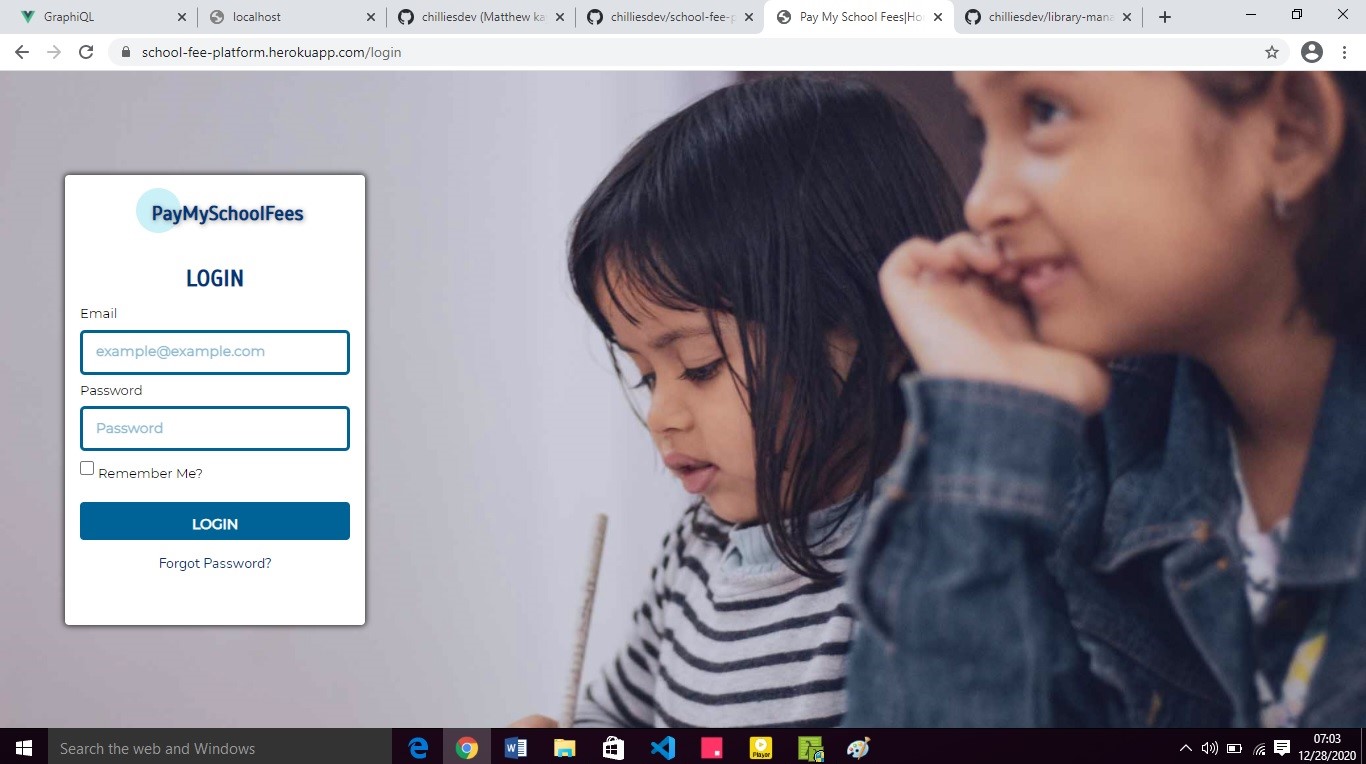 GraphiQL
localhost
chilliesdev (Matthew ka
chilliesdev/school-fee-p
Pay My School Fees|Ho
chilliesdev/library-mana
school-fee-platform.herokuapp.com/login
PayMySchoolFees
LOGIN
Email
example@example.com
Password
Password
Remember Me?
LOGIN
Forgot Password?
Search the web and Windows
Player
07:03
12/28/2020